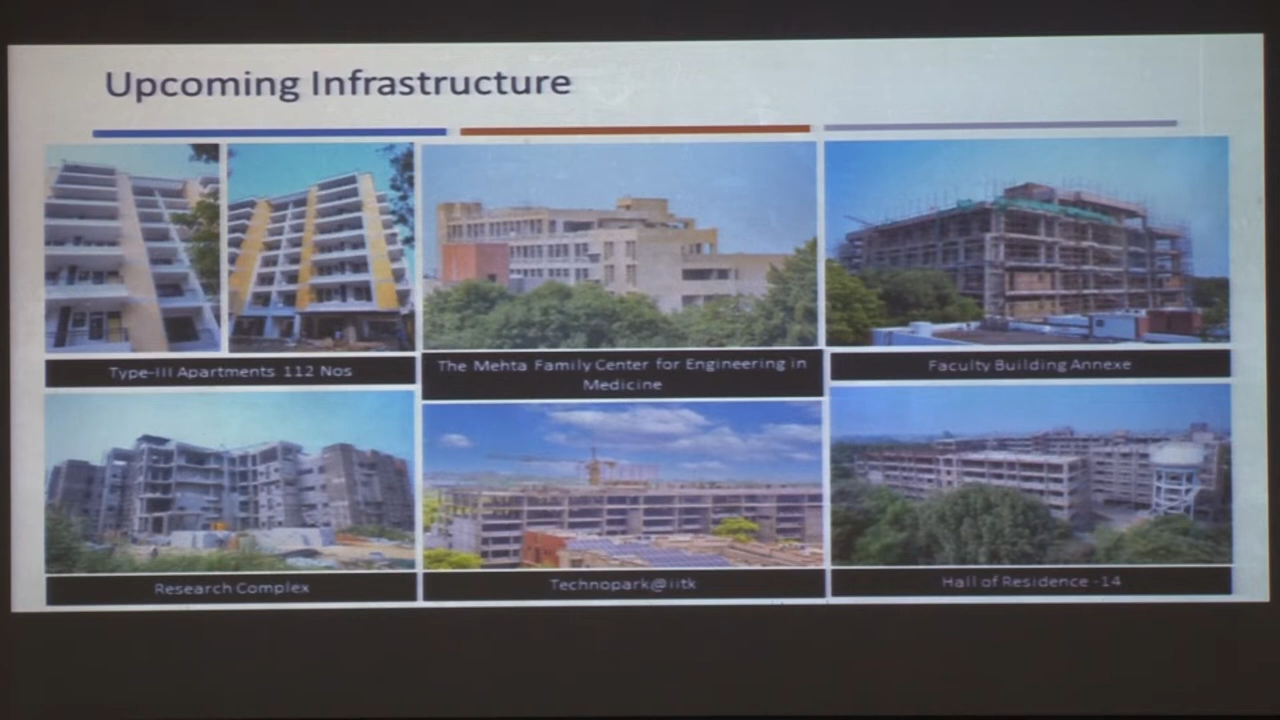 Upcoming Infrastructure
Type-III Apartments 112 Nos
The Mehta Family Center for Engineering in
Medicine
Faculty Building Annexe
Research Complex
Technopark@iitk
Hall of Residence -14